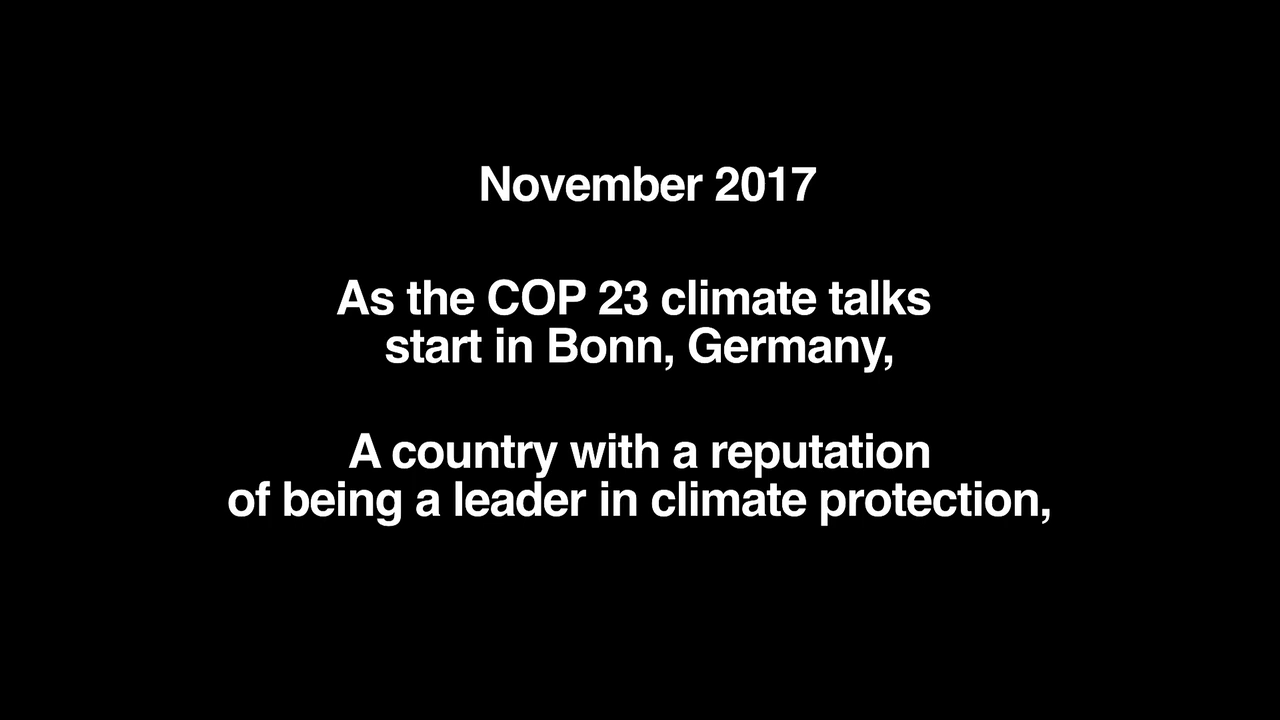 November 2017
As the COP 23 climate talks
start in Bonn, Germany,
A country with a reputation
of being a leader in climate protection,